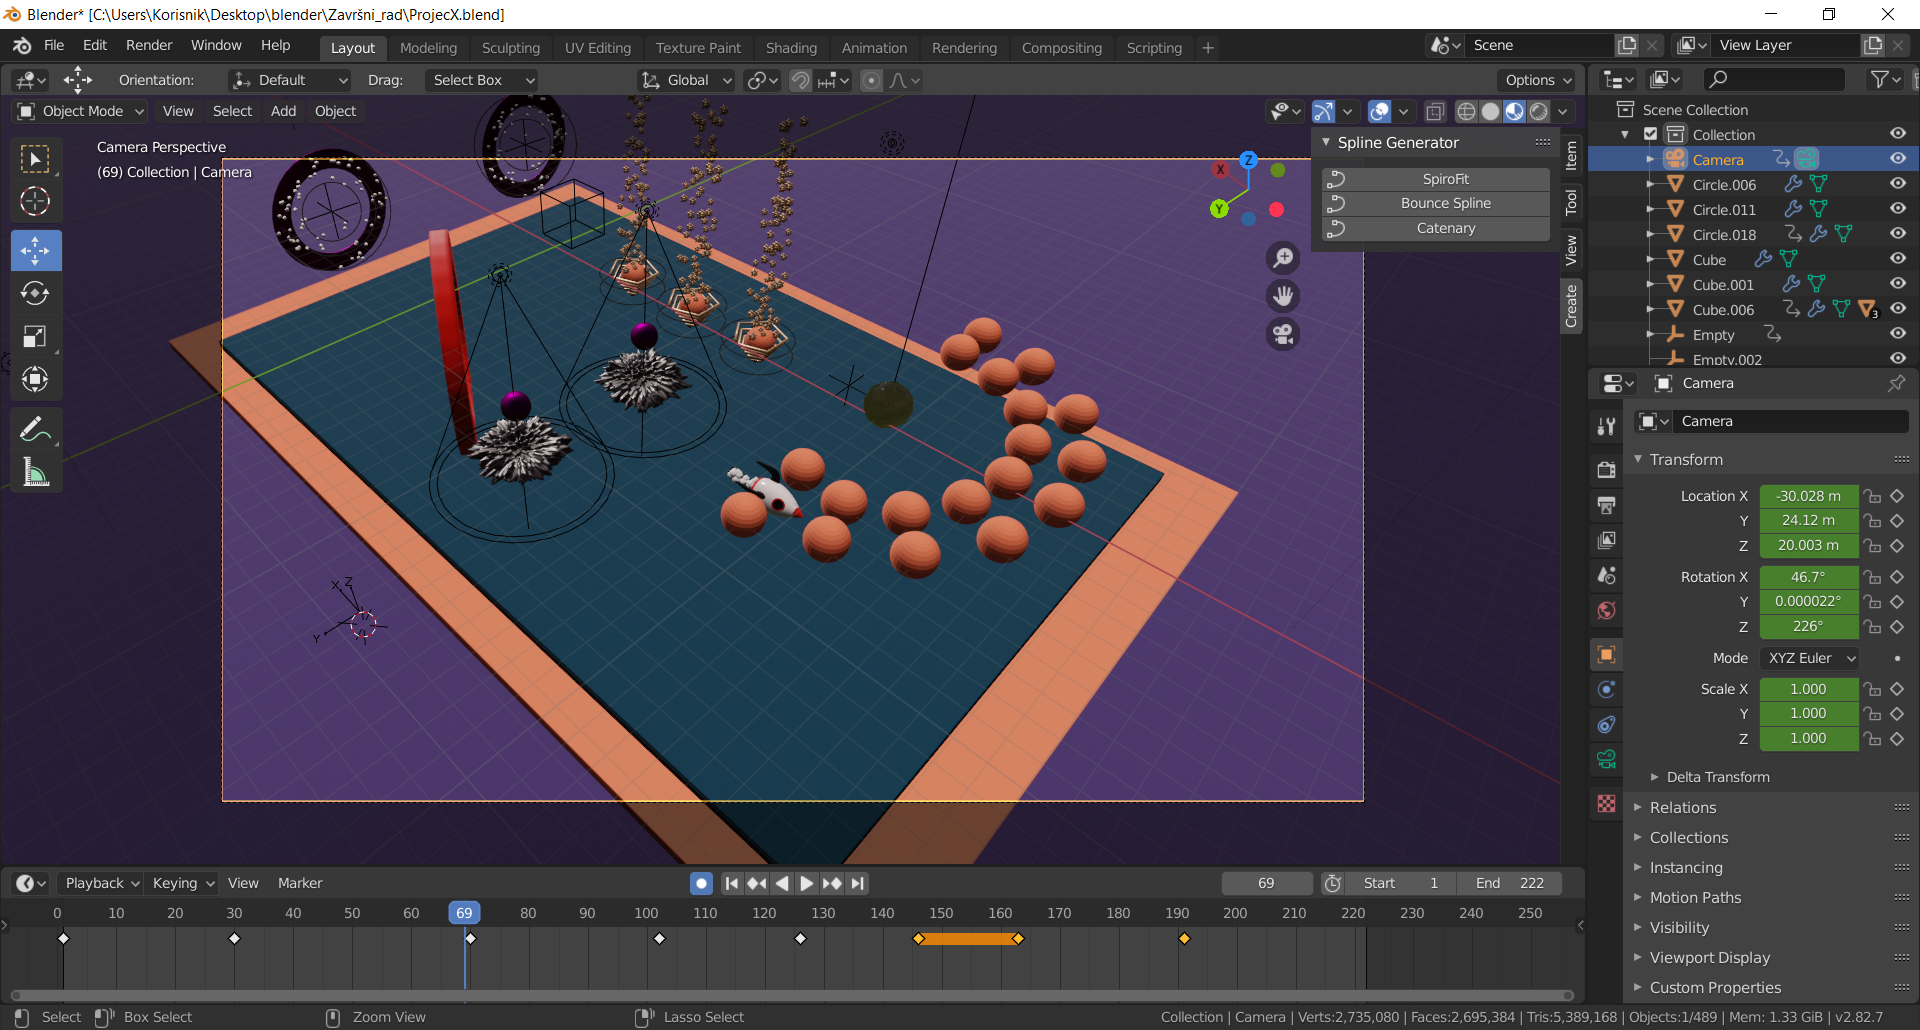 Blender* [C:\Users\Korisnik\Desktop\blender\Završni_rad\ProjecX.blend]
File Edit Render Window Help Layout Modeling Sculpting UV Editing Texture Paint Shading Animation Rendering Compositing Scripting + Scene View Layer
Orientation: Default Drag: Select Box Global Options
Object Mode View Select Add Object
Camera Perspective
(69) Collection | Camera
Spline Generator
SpiroFit
Bounce Spline
Catenary
Item
Tool
View
Create
X
Z
Y
X Z
Y
Scene Collection
Collection
Camera
Circle.006
Circle.011
Circle.018
Cube
Cube.001
Cube.006 3
Empty
Empty.002
Camera
Camera
Transform
Location X -30.028 m
Y 24.12 m
Z 20.003 m
Rotation X 46.7°
Y 0.000022°
Z 226°
Mode XYZ Euler
Scale X 1.000
Y 1.000
Z 1.000
Delta Transform
Relations
Collections
Instancing
Motion Paths
Visibility
Viewport Display
Custom Properties
Playback Keying View Marker 69 Start 1 End 222
0 10 20 30 40 50 60 69 80 90 100 110 120 130 140 150 160 170 180 190 200 210 220 230 240 250
Select Box Select Zoom View Lasso Select Collection | Camera | Verts:2,735,080 | Faces:2,695,384 | Tris:5,389,168 | Objects:1/489 | Mem: 1.33 GiB | v2.82.7